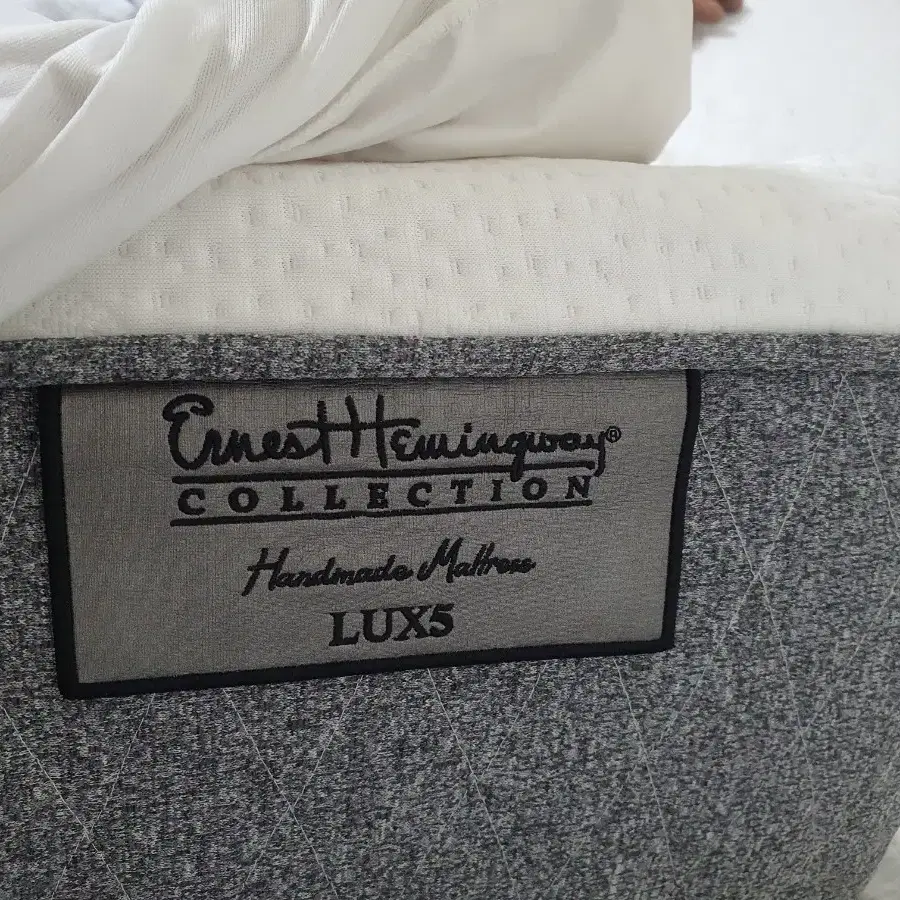 Ernest Hemingway®
COLLECTION
Handmade Mattress
LUX5